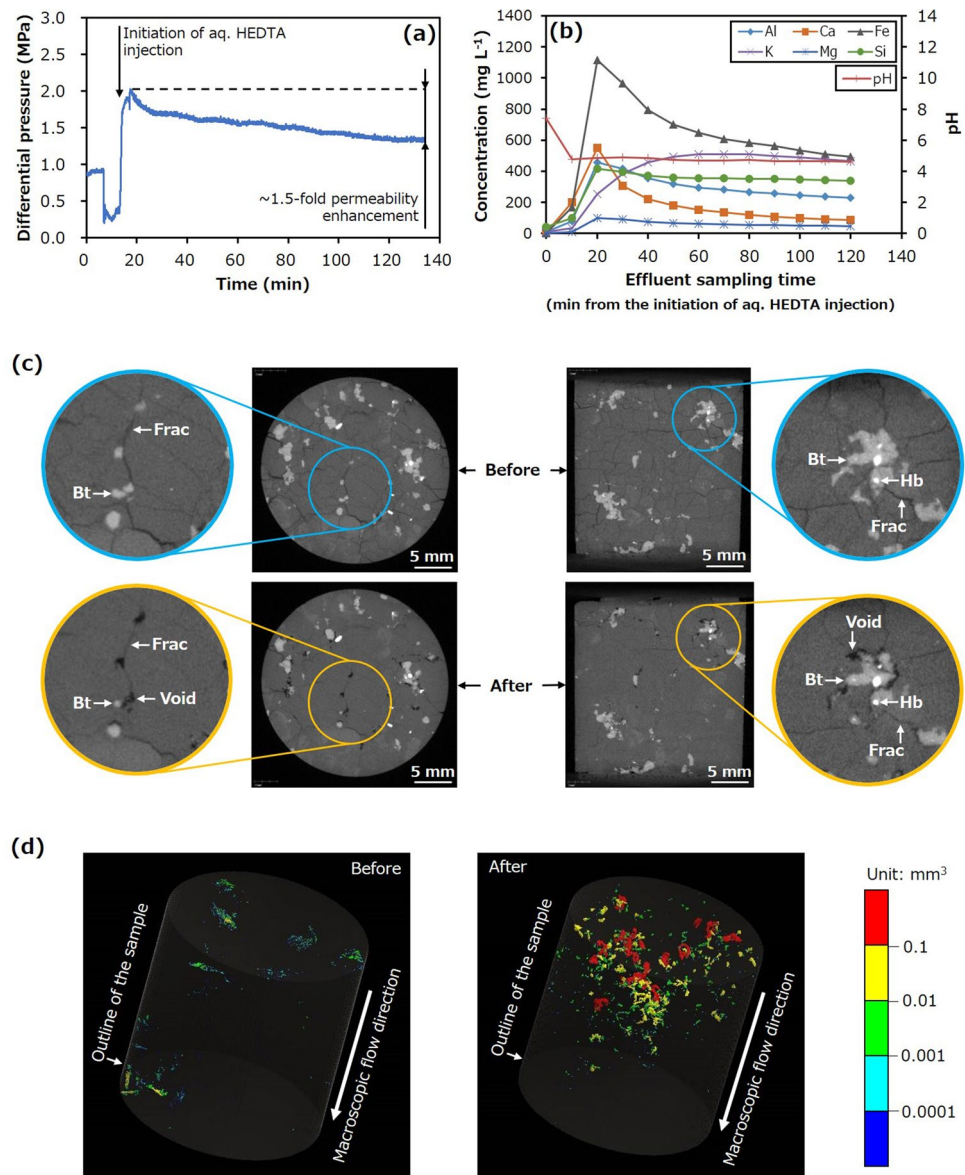 (a)
Differential pressure (MPa)
3.0
2.5
2.0
1.5
1.0
0.5
0.0
Initiation of aq. HEDTA
injection
~1.5-fold permeability
enhancement
0 20 40 60 80 100 120 140
Time (min)
(b)
Concentration (mg L⁻¹)
1400
1200
1000
800
600
400
200
0
Al Ca Fe
K Mg Si
pH
14
12
10
8
6
4
2
0
pH
0 20 40 60 80 100 120 140
Effluent sampling time
(min from the initiation of aq. HEDTA injection)
(c)
Frac
Bt
5 mm
Before
5 mm
Bt
Hb
Frac
Frac
Bt
Void
5 mm
After
5 mm
Void
Bt
Hb
Frac
(d)
Before
Outline of the sample
Macroscopic flow direction
After
Outline of the sample
Macroscopic flow direction
Unit: mm³
0.1
0.01
0.001
0.0001